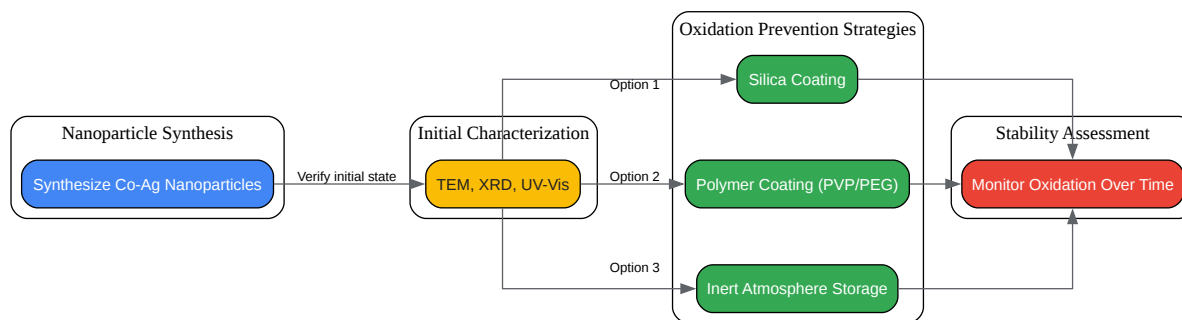 Nanoparticle Synthesis
Synthesize Co-Ag Nanoparticles
Verify initial state
Initial Characterization
TEM, XRD, UV-Vis
Option 1
Option 2
Option 3
Oxidation Prevention Strategies
Silica Coating
Polymer Coating (PVP/PEG)
Inert Atmosphere Storage
Stability Assessment
Monitor Oxidation Over Time